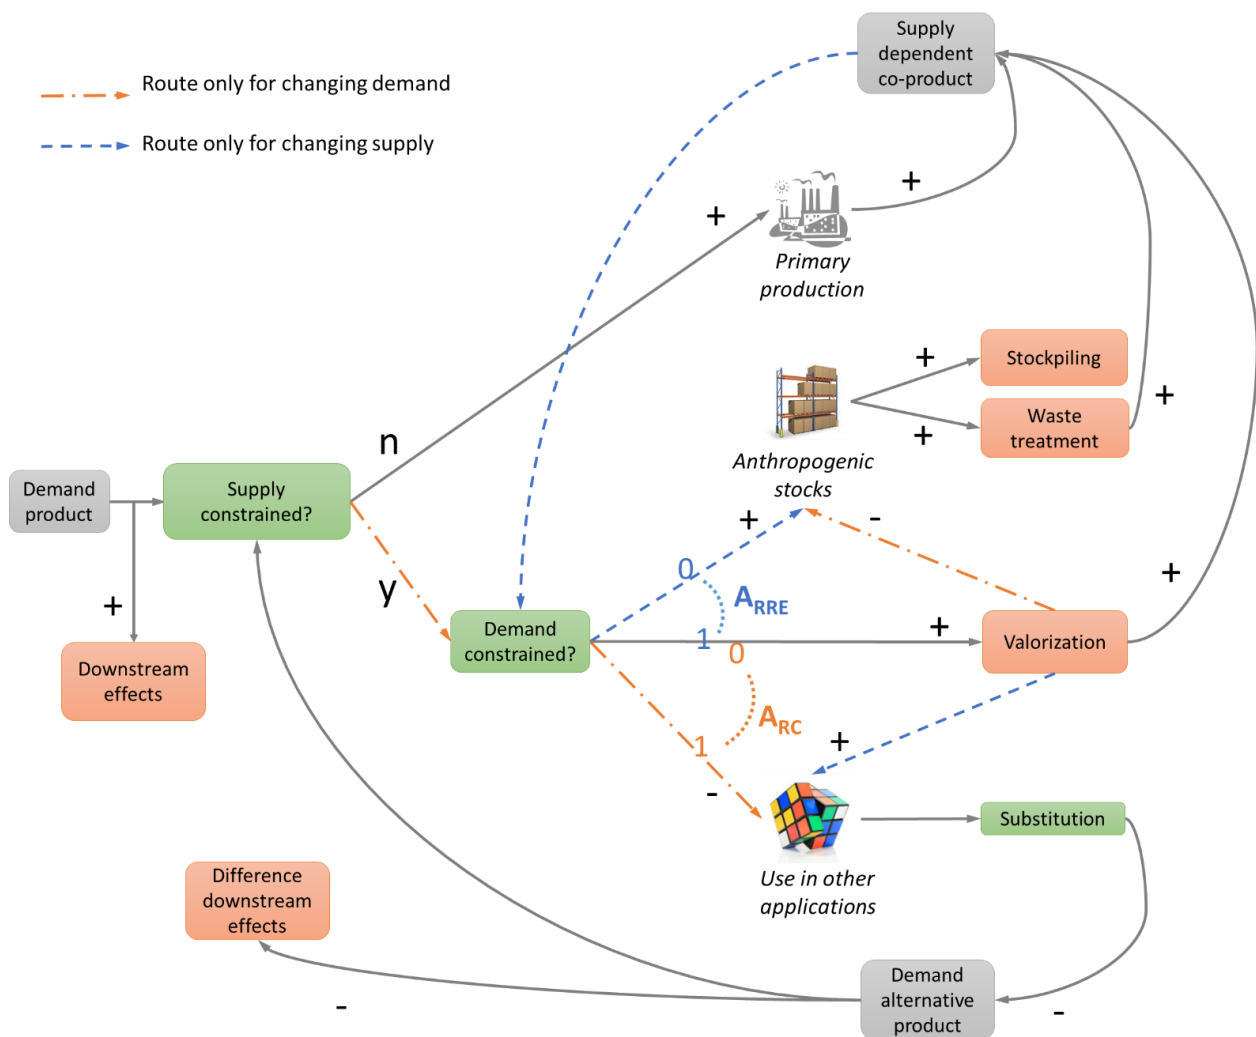 Supply
dependent
co-product
Route only for changing demand
Route only for changing supply
+
+
Primary
production
Stockpiling
+
+
Waste
treatment
+
n
Anthropogenic
stocks
Demand
product
Supply
constrained?
+
-
0
+
y
+
A_RRE
Demand
constrained?
1
0
+
Valorization
Downstream
effects
A_RC
1
+
-
Substitution
Use in other
applications
Difference
downstream
effects
Demand
alternative
product
-
-